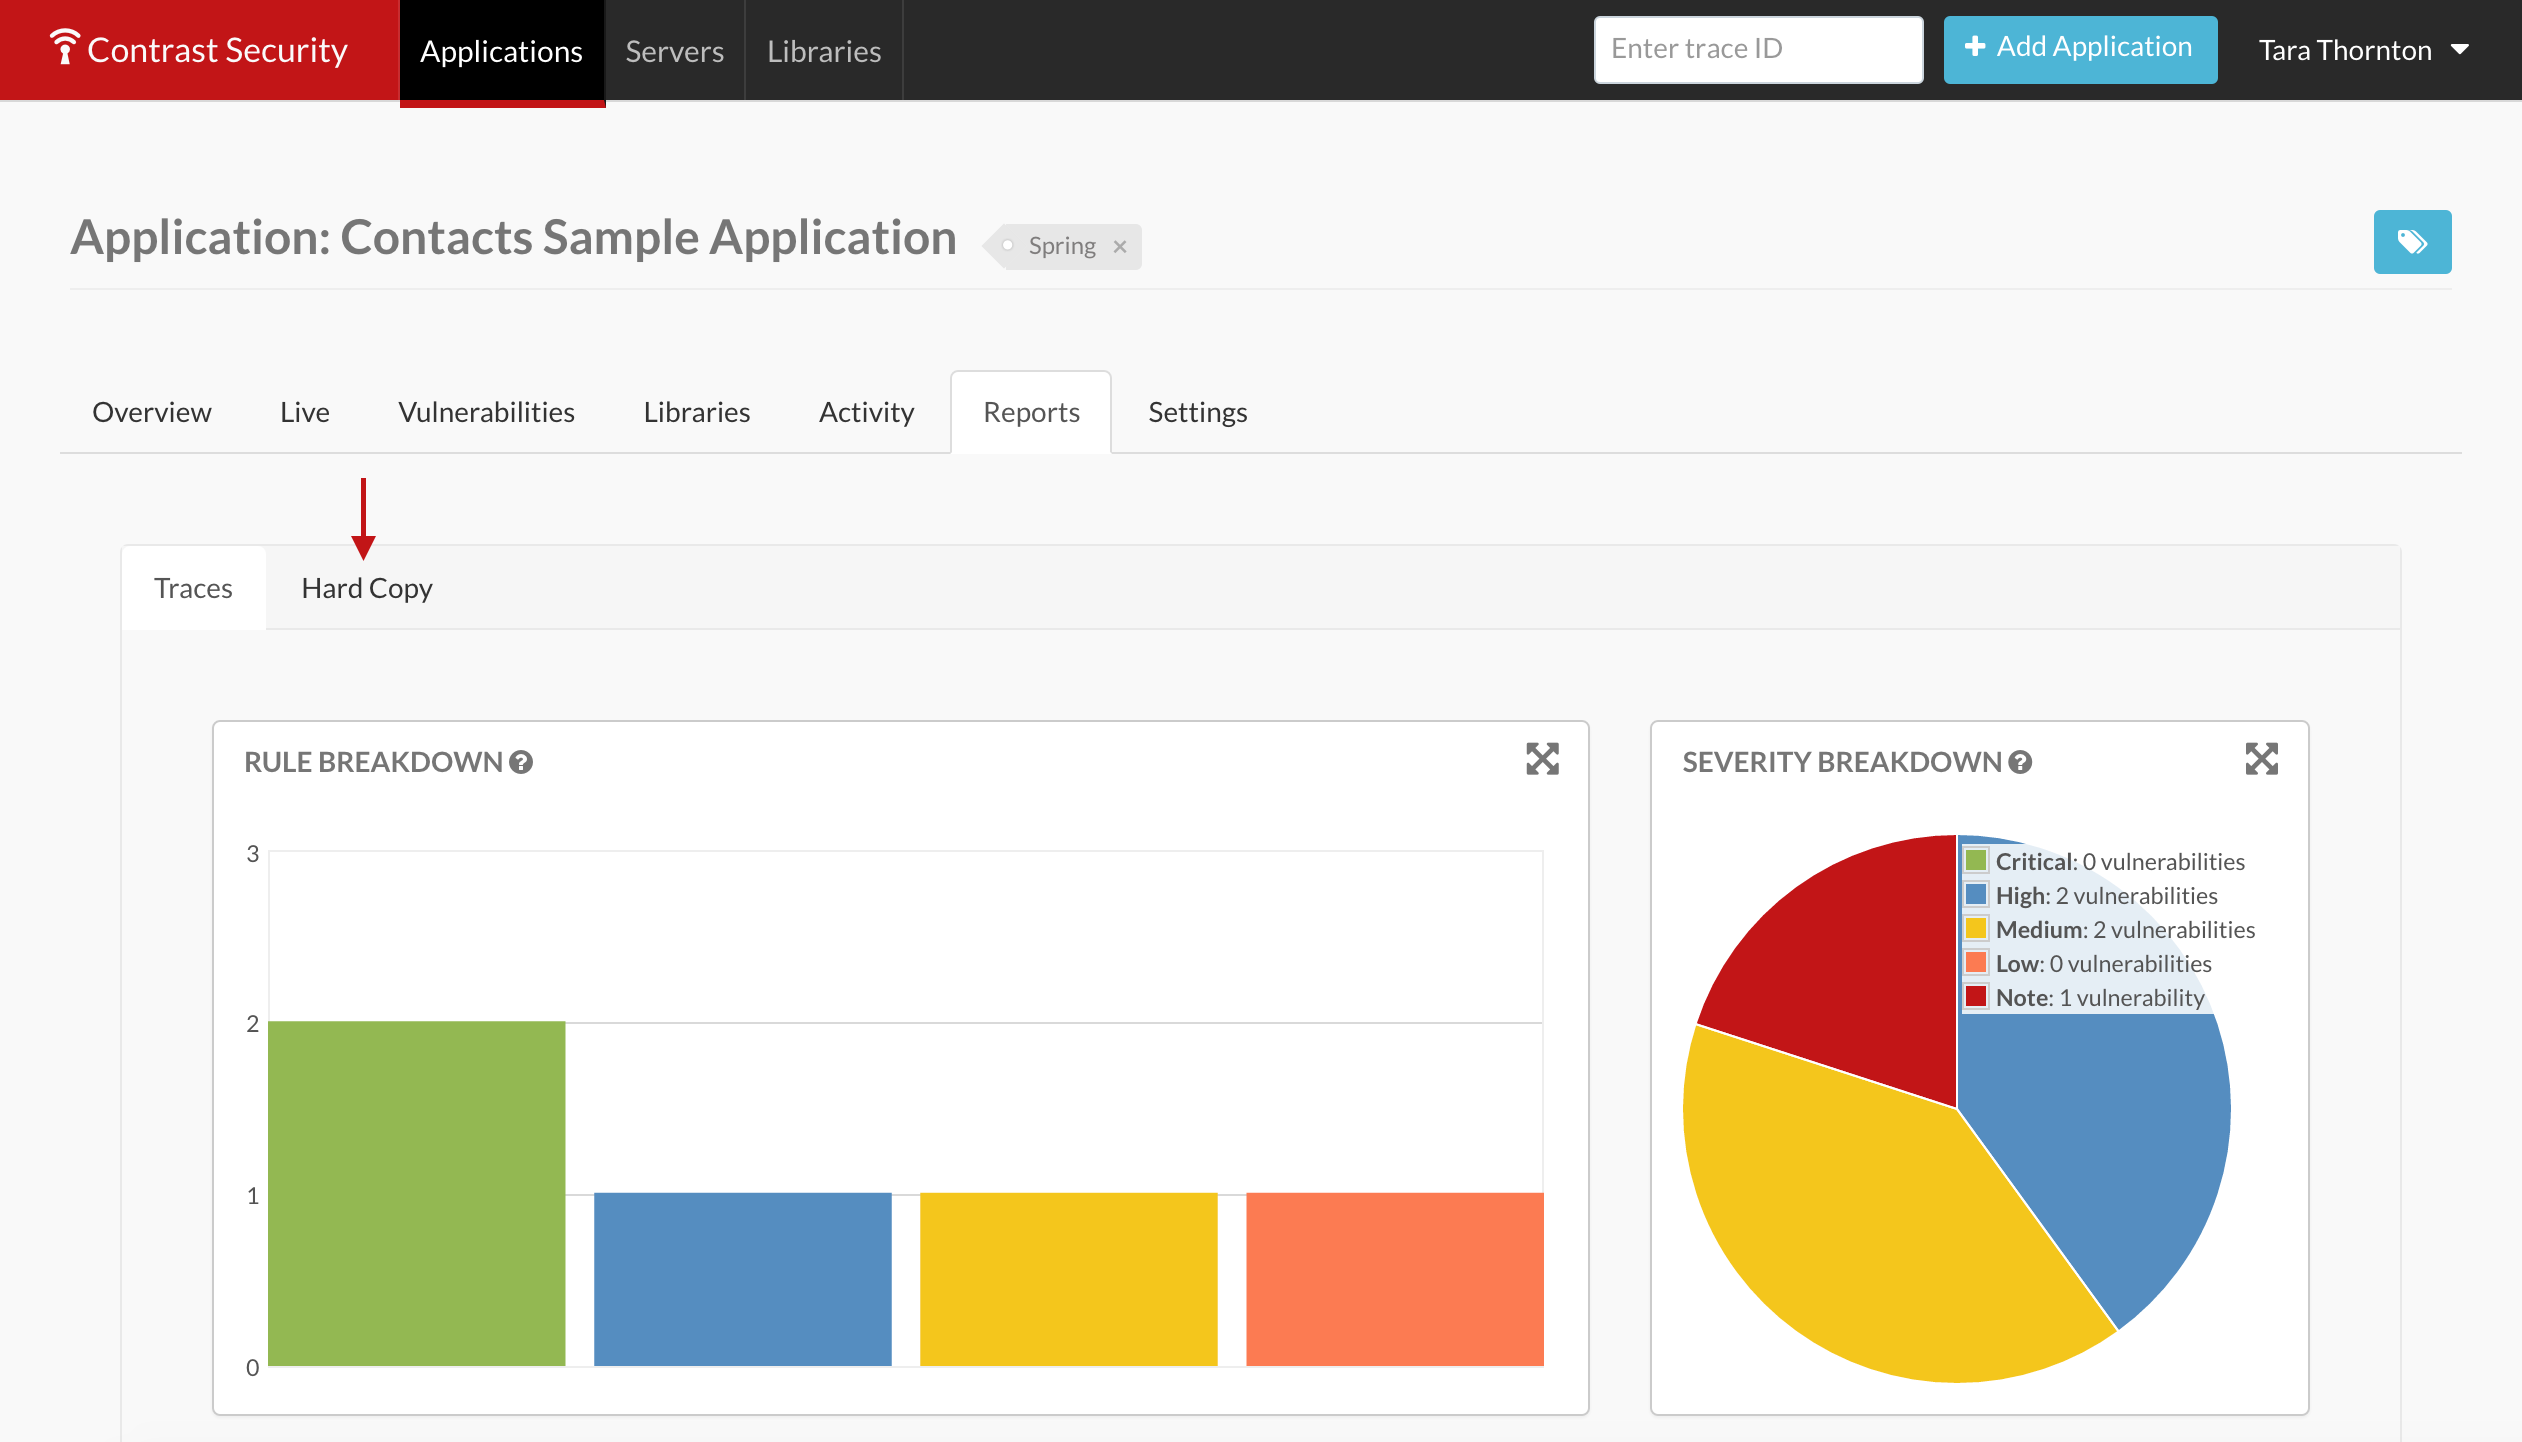 Contrast Security
Applications
Servers
Libraries
Enter trace ID
Add Application
Tara Thornton
Application: Contacts Sample Application
Spring ×
Overview
Live
Vulnerabilities
Libraries
Activity
Reports
Settings
Traces
Hard Copy
RULE BREAKDOWN ?
3
2
1
0
SEVERITY BREAKDOWN ?
Critical: 0 vulnerabilities
High: 2 vulnerabilities
Medium: 2 vulnerabilities
Low: 0 vulnerabilities
Note: 1 vulnerability